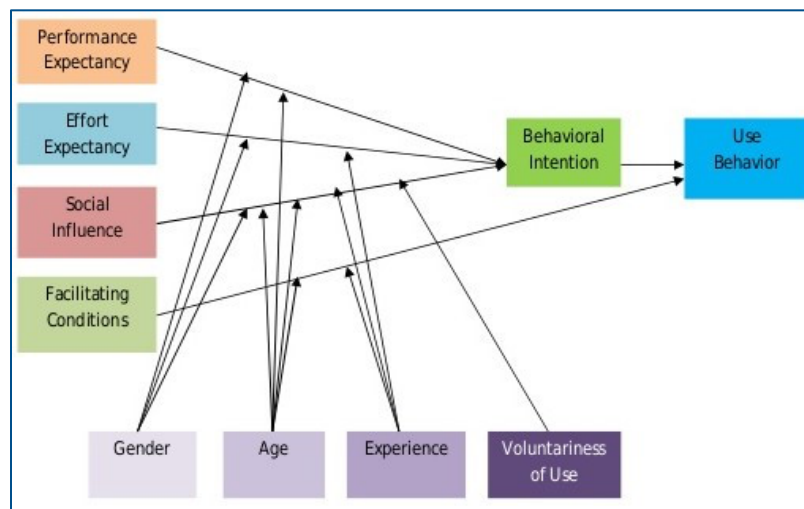 Performance
Expectancy
Effort
Expectancy
Behavioral
Intention
Use
Behavior
Social
Influence
Facilitating
Conditions
Gender
Age
Experience
Voluntariness
of Use